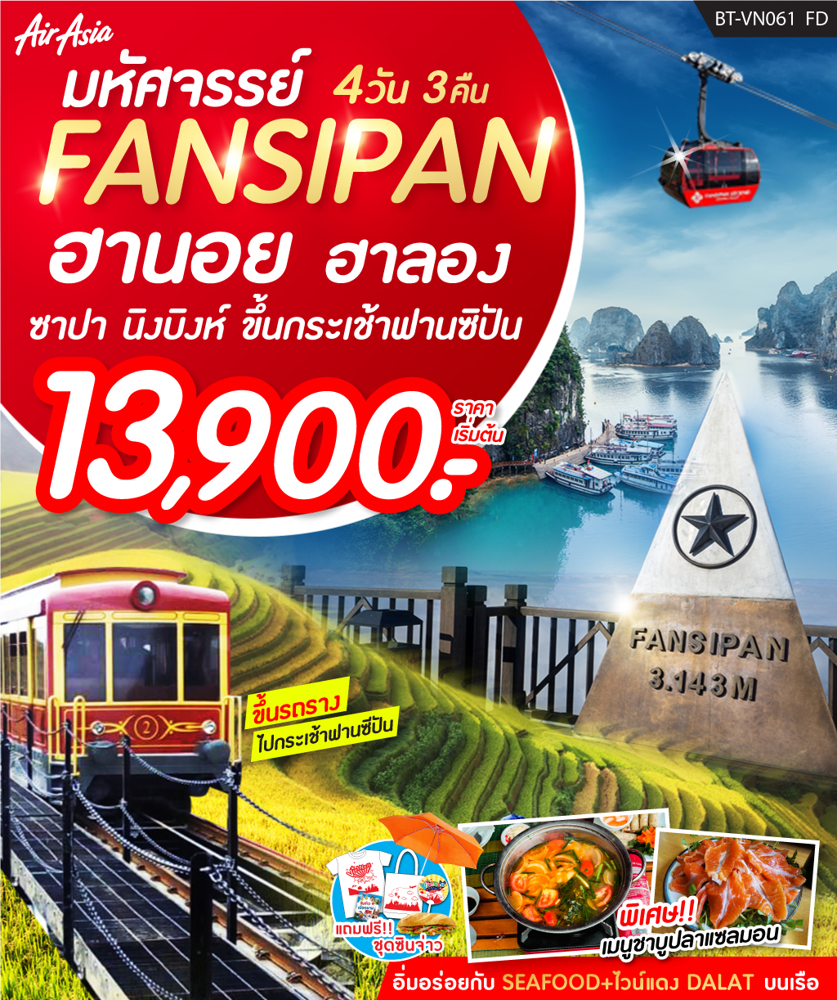 AirAsia
BT-VN061 FD
มหัศจรรย์ 4วัน 3คืน
FANSIPAN
ฮานอย ฮาลอง
ซาปา นิงบิงห์ ขึ้นกระเช้าฟานซิปัน
13,900.-
ราคา
เริ่มต้น
FANSIPAN
3.143M
2
ขึ้นรถราง
ไปกระเช้าฟานซีปัน
แถมฟรี!!
ชุดซินจ่าว
พิเศษ!!
เมนูชาบูปลาแซลมอน
อิ่มอร่อยกับ SEAFOOD+ไวน์แดง DALAT บนเรือ